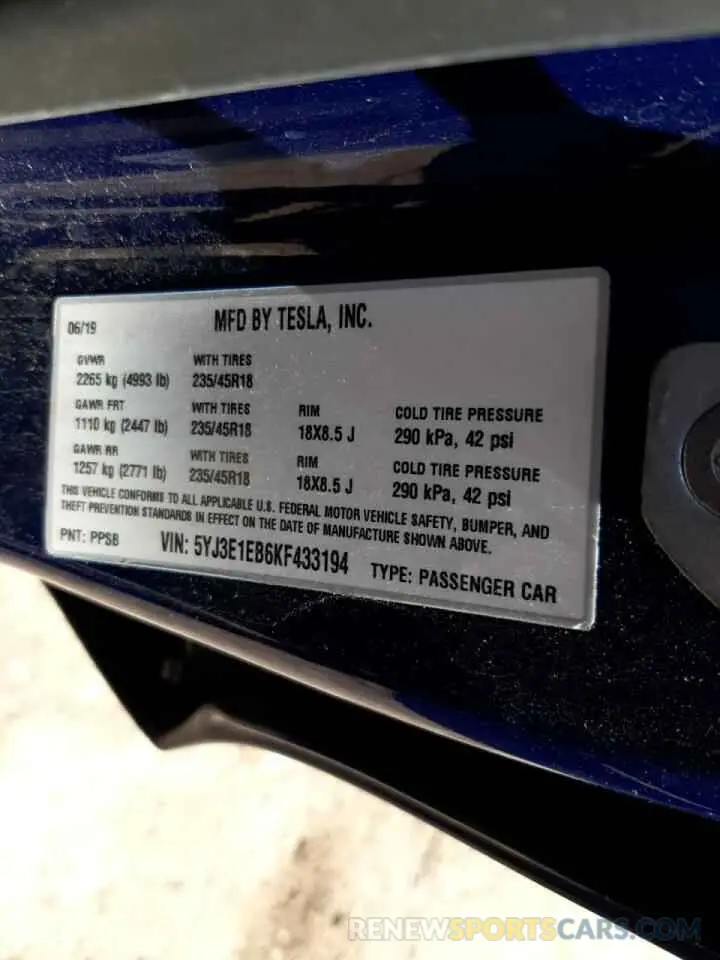 06/19 MFD BY TESLA, INC.
GVWR WITH TIRES
2265 kg (4993 lb) 235/45R18
GAWR FRT WITH TIRES RIM COLD TIRE PRESSURE
1110 kg (2447 lb) 235/45R18 18X8.5 J 290 kPa, 42 psi
GAWR RR WITH TIRES RIM COLD TIRE PRESSURE
1257 kg (2771 lb) 235/45R18 18X8.5 J 290 kPa, 42 psi
THIS VEHICLE CONFORMS TO ALL APPLICABLE U.S. FEDERAL MOTOR VEHICLE SAFETY, BUMPER, AND
THEFT PREVENTION STANDARDS IN EFFECT ON THE DATE OF MANUFACTURE SHOWN ABOVE.
PNT: PPSB VIN: 5YJ3E1EB6KF433194 TYPE: PASSENGER CAR
RENEWSPORTSCARS.COM